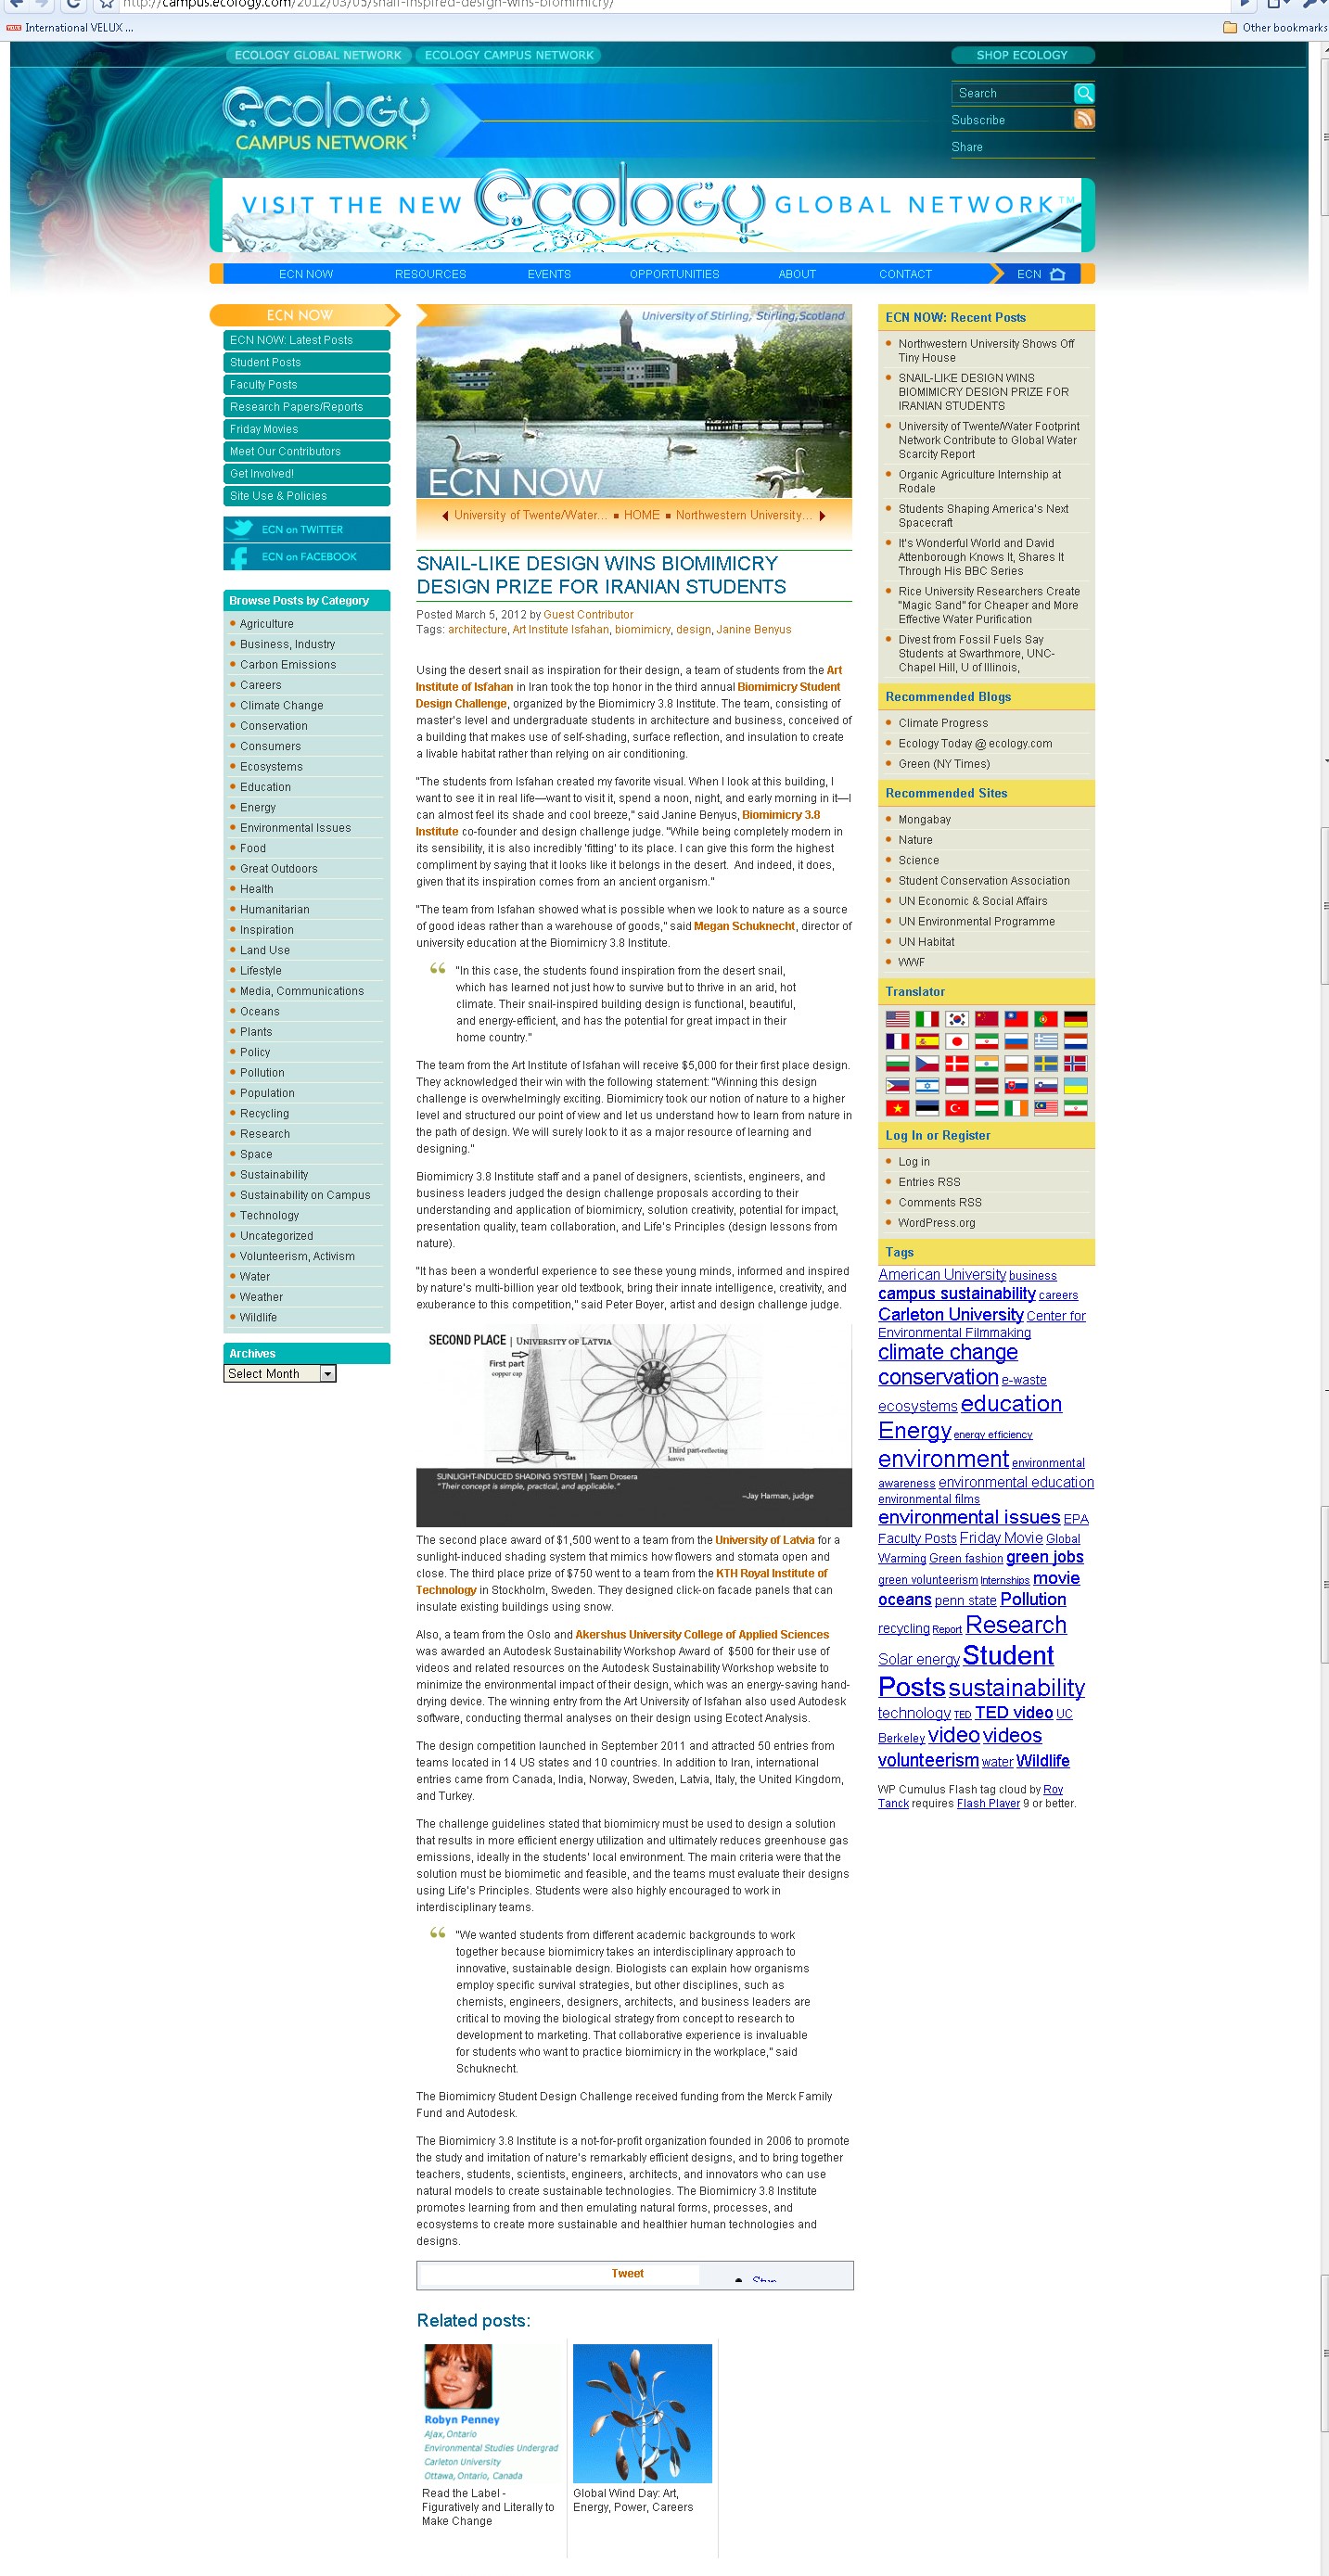 http://campus.ecology.com/2012/03/05/snail-inspired-design-wins-biomimicry/
International VELUX ...
Other bookmarks
ECOLOGY GLOBAL NETWORK
ECOLOGY CAMPUS NETWORK
SHOP ECOLOGY
ecology
CAMPUS NETWORK
Search
Subscribe
Share
VISIT THE NEW ecology GLOBAL NETWORK™
ECN NOW
RESOURCES
EVENTS
OPPORTUNITIES
ABOUT
CONTACT
ECN
ECN NOW
ECN NOW: Latest Posts
Student Posts
Faculty Posts
Research Papers/Reports
Friday Movies
Meet Our Contributors
Get Involved!
Site Use & Policies
ECN on TWITTER
ECN on FACEBOOK
Browse Posts by Category
Agriculture
Business, Industry
Carbon Emissions
Careers
Climate Change
Conservation
Consumers
Ecosystems
Education
Energy
Environmental Issues
Food
Great Outdoors
Health
Humanitarian
Inspiration
Land Use
Lifestyle
Media, Communications
Oceans
Plants
Policy
Pollution
Population
Recycling
Research
Space
Sustainability
Sustainability on Campus
Technology
Uncategorized
Volunteerism, Activism
Water
Weather
Wildlife
Archives
Select Month
University of Stirling, Stirling, Scotland
ECN NOW
University of Twente/Water... ▪ HOME ▪ Northwestern University...
SNAIL-LIKE DESIGN WINS BIOMIMICRY
DESIGN PRIZE FOR IRANIAN STUDENTS
Posted March 5, 2012 by Guest Contributor
Tags: architecture, Art Institute Isfahan, biomimicry, design, Janine Benyus
Using the desert snail as inspiration for their design, a team of students from the Art
Institute of Isfahan in Iran took the top honor in the third annual Biomimicry Student
Design Challenge, organized by the Biomimicry 3.8 Institute. The team, consisting of
master's level and undergraduate students in architecture and business, conceived of
a building that makes use of self-shading, surface reflection, and insulation to create
a livable habitat rather than relying on air conditioning.
"The students from Isfahan created my favorite visual. When I look at this building, I
want to see it in real life—want to visit it, spend a noon, night, and early morning in it—I
can almost feel its shade and cool breeze," said Janine Benyus, Biomimicry 3.8
Institute co-founder and design challenge judge. "While being completely modern in
its sensibility, it is also incredibly 'fitting' to its place. I can give this form the highest
compliment by saying that it looks like it belongs in the desert. And indeed, it does,
given that its inspiration comes from an ancient organism."
"The team from Isfahan showed what is possible when we look to nature as a source
of good ideas rather than a warehouse of goods," said Megan Schuknecht, director of
university education at the Biomimicry 3.8 Institute.
"In this case, the students found inspiration from the desert snail,
which has learned not just how to survive but to thrive in an arid, hot
climate. Their snail-inspired building design is functional, beautiful,
and energy-efficient, and has the potential for great impact in their
home country."
The team from the Art Institute of Isfahan will receive $5,000 for their first place design.
They acknowledged their win with the following statement: "Winning this design
challenge is overwhelmingly exciting. Biomimicry took our notion of nature to a higher
level and structured our point of view and let us understand how to learn from nature in
the path of design. We will surely look to it as a major resource of learning and
designing."
Biomimicry 3.8 Institute staff and a panel of designers, scientists, engineers, and
business leaders judged the design challenge proposals according to their
understanding and application of biomimicry, solution creativity, potential for impact,
presentation quality, team collaboration, and Life's Principles (design lessons from
nature).
"It has been a wonderful experience to see these young minds, informed and inspired
by nature's multi-billion year old textbook, bring their innate intelligence, creativity, and
exuberance to this competition," said Peter Boyer, artist and design challenge judge.
SECOND PLACE | UNIVERSITY OF LATVIA
First part
copper cap
Gas
Third part-reflecting
leaves
SUNLIGHT-INDUCED SHADING SYSTEM | Team Drosera
"Their concept is simple, practical, and applicable."
–Jay Harman, judge
The second place award of $1,500 went to a team from the University of Latvia for a
sunlight-induced shading system that mimics how flowers and stomata open and
close. The third place prize of $750 went to a team from the KTH Royal Institute of
Technology in Stockholm, Sweden. They designed click-on facade panels that can
insulate existing buildings using snow.
Also, a team from the Oslo and Akershus University College of Applied Sciences
was awarded an Autodesk Sustainability Workshop Award of $500 for their use of
videos and related resources on the Autodesk Sustainability Workshop website to
minimize the environmental impact of their design, which was an energy-saving hand-
drying device. The winning entry from the Art University of Isfahan also used Autodesk
software, conducting thermal analyses on their design using Ecotect Analysis.
The design competition launched in September 2011 and attracted 50 entries from
teams located in 14 US states and 10 countries. In addition to Iran, international
entries came from Canada, India, Norway, Sweden, Latvia, Italy, the United Kingdom,
and Turkey.
The challenge guidelines stated that biomimicry must be used to design a solution
that results in more efficient energy utilization and ultimately reduces greenhouse gas
emissions, ideally in the students' local environment. The main criteria were that the
solution must be biomimetic and feasible, and the teams must evaluate their designs
using Life's Principles. Students were also highly encouraged to work in
interdisciplinary teams.
"We wanted students from different academic backgrounds to work
together because biomimicry takes an interdisciplinary approach to
innovative, sustainable design. Biologists can explain how organisms
employ specific survival strategies, but other disciplines, such as
chemists, engineers, designers, architects, and business leaders are
critical to moving the biological strategy from concept to research to
development to marketing. That collaborative experience is invaluable
for students who want to practice biomimicry in the workplace," said
Schuknecht.
The Biomimicry Student Design Challenge received funding from the Merck Family
Fund and Autodesk.
The Biomimicry 3.8 Institute is a not-for-profit organization founded in 2006 to promote
the study and imitation of nature's remarkably efficient designs, and to bring together
teachers, students, scientists, engineers, architects, and innovators who can use
natural models to create sustainable technologies. The Biomimicry 3.8 Institute
promotes learning from and then emulating natural forms, processes, and
ecosystems to create more sustainable and healthier human technologies and
designs.
Tweet
Related posts:
Robyn Penney
Ajax, Ontario
Environmental Studies Undergrad
Carleton University
Ottawa, Ontario, Canada
Read the Label -
Figuratively and Literally to
Make Change
Global Wind Day: Art,
Energy, Power, Careers
ECN NOW: Recent Posts
Northwestern University Shows Off
Tiny House
SNAIL-LIKE DESIGN WINS
BIOMIMICRY DESIGN PRIZE FOR
IRANIAN STUDENTS
University of Twente/Water Footprint
Network Contribute to Global Water
Scarcity Report
Organic Agriculture Internship at
Rodale
Students Shaping America's Next
Spacecraft
It's Wonderful World and David
Attenborough Knows It, Shares It
Through His BBC Series
Rice University Researchers Create
"Magic Sand" for Cheaper and More
Effective Water Purification
Divest from Fossil Fuels Say
Students at Swarthmore, UNC-
Chapel Hill, U of Illinois,
Recommended Blogs
Climate Progress
Ecology Today @ ecology.com
Green (NY Times)
Recommended Sites
Mongabay
Nature
Science
Student Conservation Association
UN Economic & Social Affairs
UN Environmental Programme
UN Habitat
WWF
Translator
Log In or Register
Log in
Entries RSS
Comments RSS
WordPress.org
Tags
American University business
campus sustainability careers
Carleton University Center for
Environmental Filmmaking
climate change
conservation e-waste
ecosystems education
Energy energy efficiency
environment environmental
awareness environmental education
environmental films
environmental issues EPA
Faculty Posts Friday Movie Global
Warming Green fashion green jobs
green volunteerism Internships movie
oceans penn state Pollution
recycling Report Research
Solar energy Student
Posts sustainability
technology TED TED video UC
Berkeley video videos
volunteerism water Wildlife
WP Cumulus Flash tag cloud by Roy
Tanck requires Flash Player 9 or better.